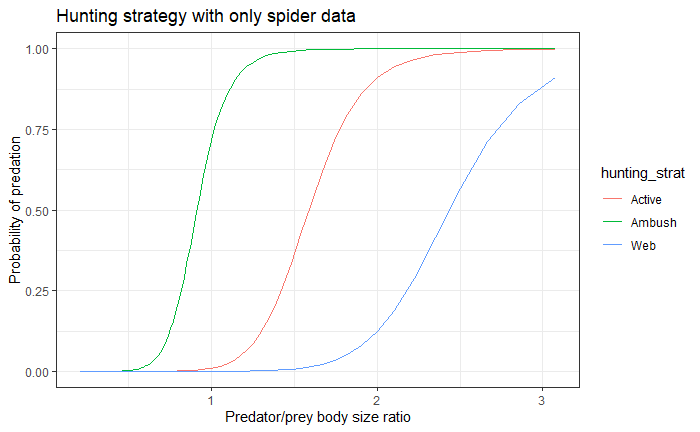 Hunting strategy with only spider data
1.00
0.75
0.50
0.25
0.00
Probability of predation
1
2
3
Predator/prey body size ratio
hunting_strat
Active
Ambush
Web